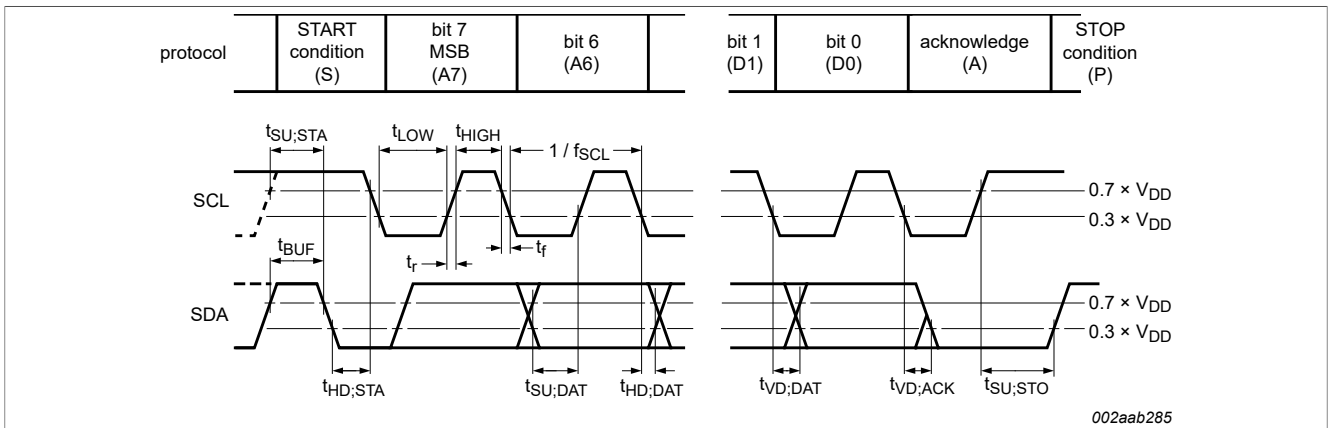 protocol
START
condition
(S)
bit 7
MSB
(A7)
bit 6
(A6)
bit 1
(D1)
bit 0
(D0)
acknowledge
(A)
STOP
condition
(P)
tSU;STA
tLOW
tHIGH
1 / fSCL
SCL
0.7 × VDD
0.3 × VDD
tBUF
tr
tf
SDA
0.7 × VDD
0.3 × VDD
tHD;STA
tSU;DAT
tHD;DAT
tVD;DAT
tVD;ACK
tSU;STO
002aab285